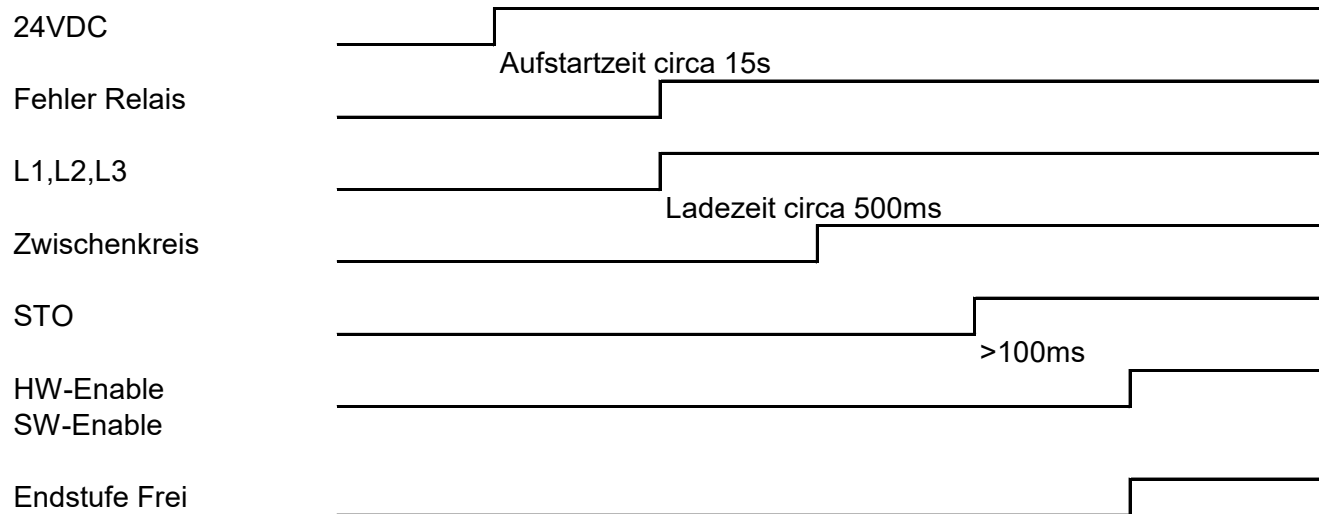 24VDC
Aufstartzeit circa 15s
Fehler Relais
L1,L2,L3
Ladezeit circa 500ms
Zwischenkreis
STO
>100ms
HW-Enable
SW-Enable
Endstufe Frei